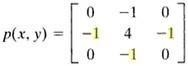 p(x, y) =
0 -1 0
-1 4 -1
0 -1 0